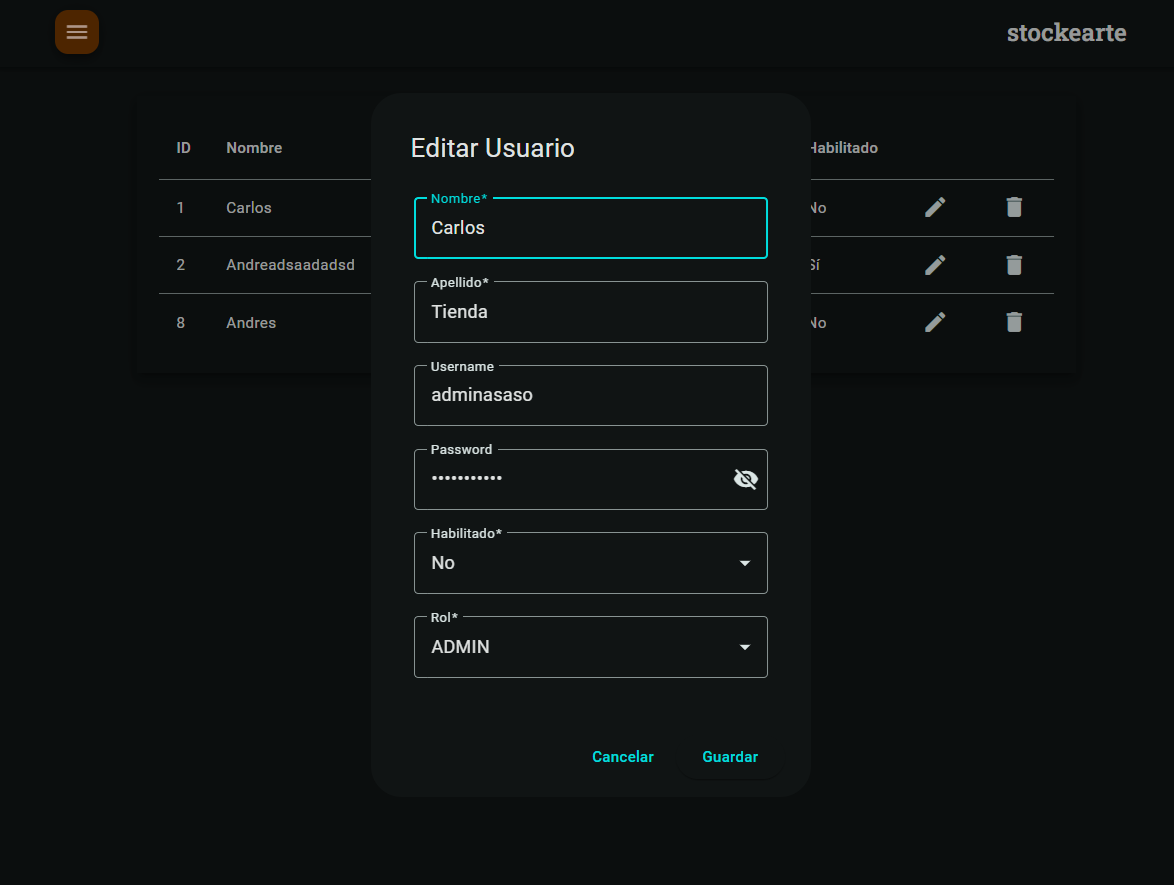 stockearte
ID Nombre Habilitado
1 Carlos No
2 Andreadsaadadsd Sí
8 Andres No
Editar Usuario
Nombre*
Carlos
Apellido*
Tienda
Username
adminasaso
Password
•••••••••••
Habilitado*
No
Rol*
ADMIN
Cancelar Guardar